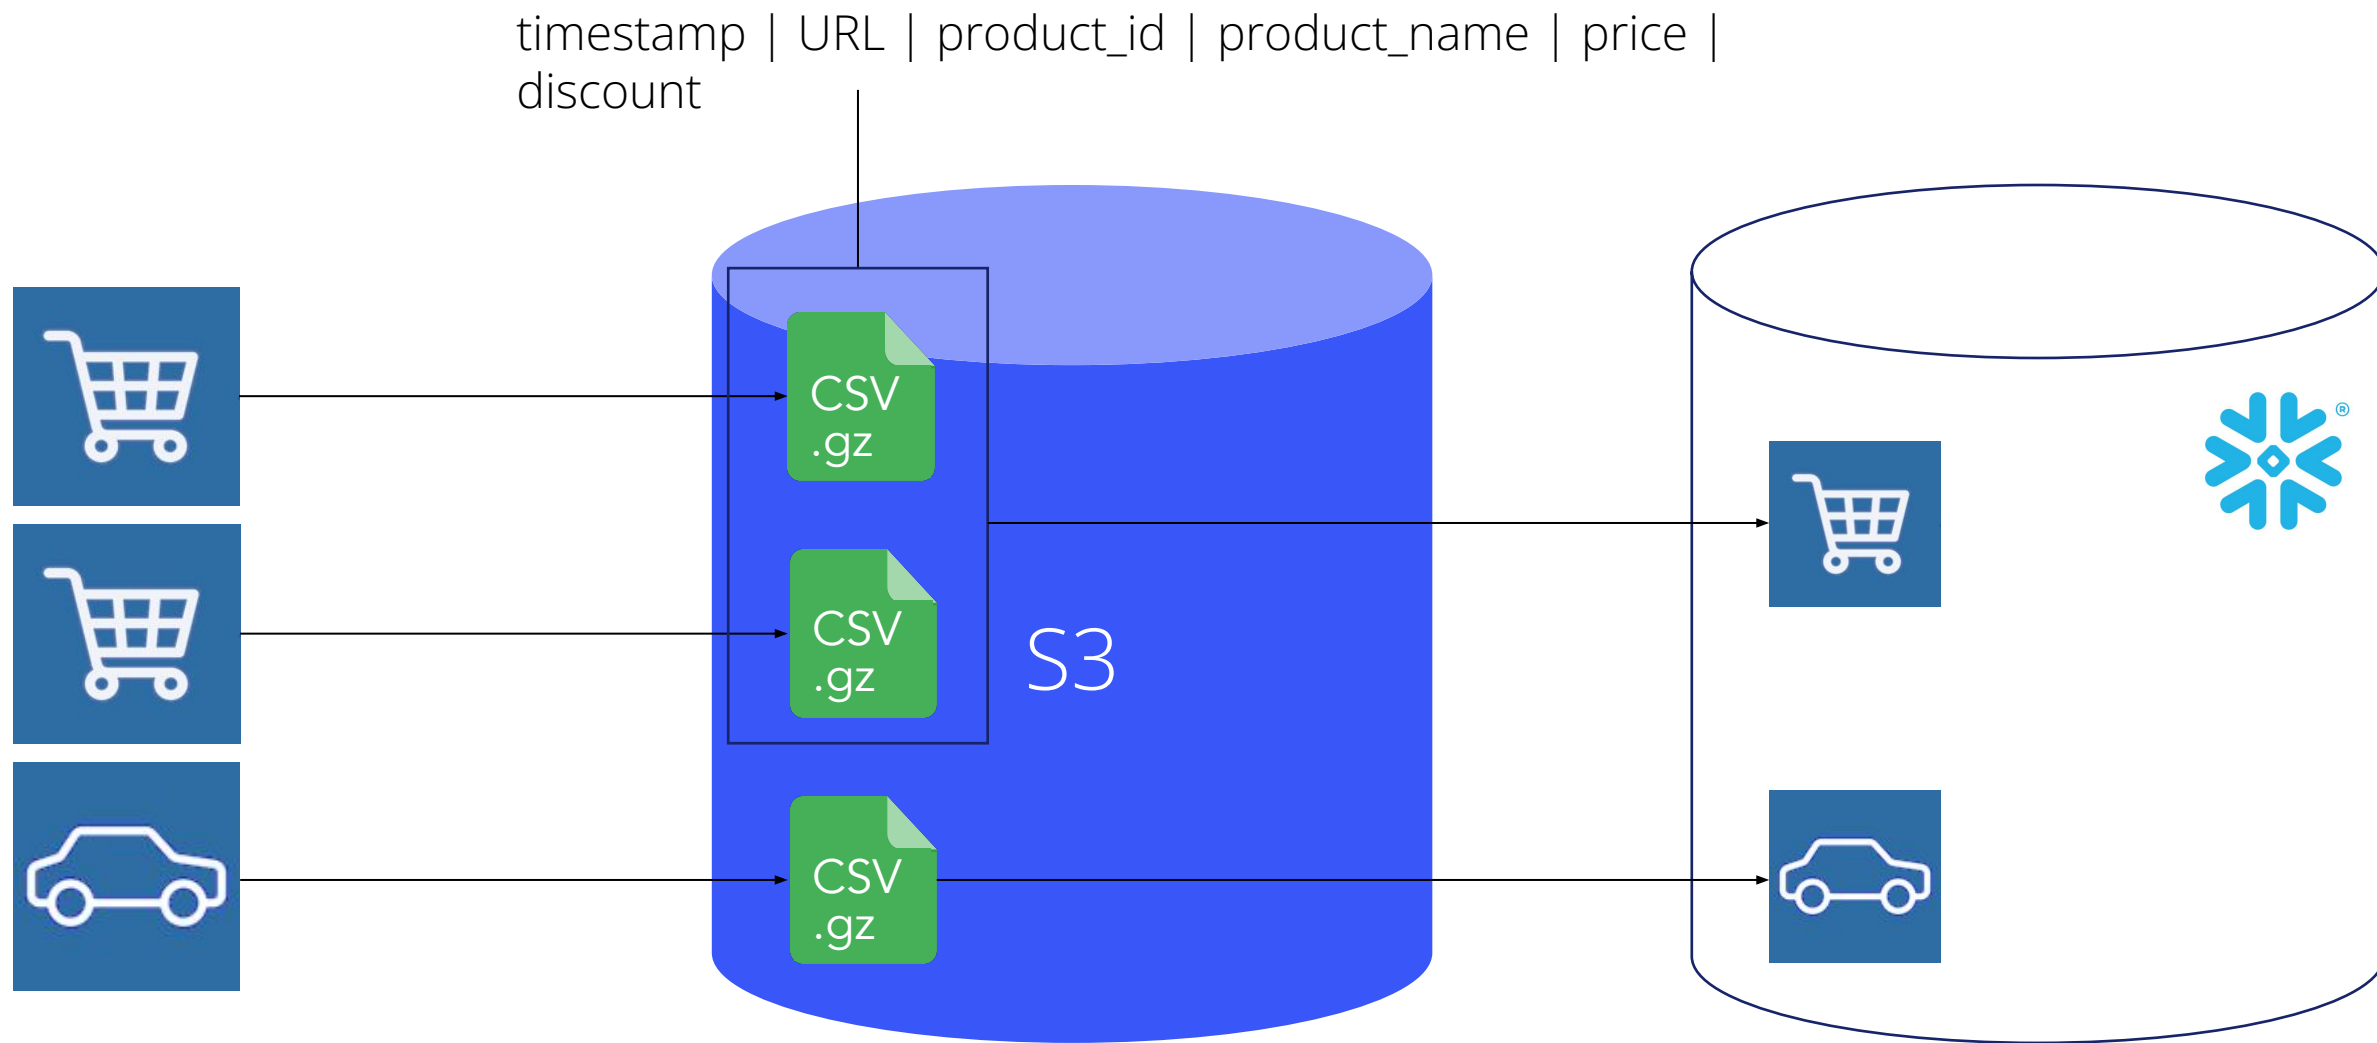 timestamp | URL | product_id | product_name | price |
discount
CSV
.gz
CSV
.gz
S3
CSV
.gz
®